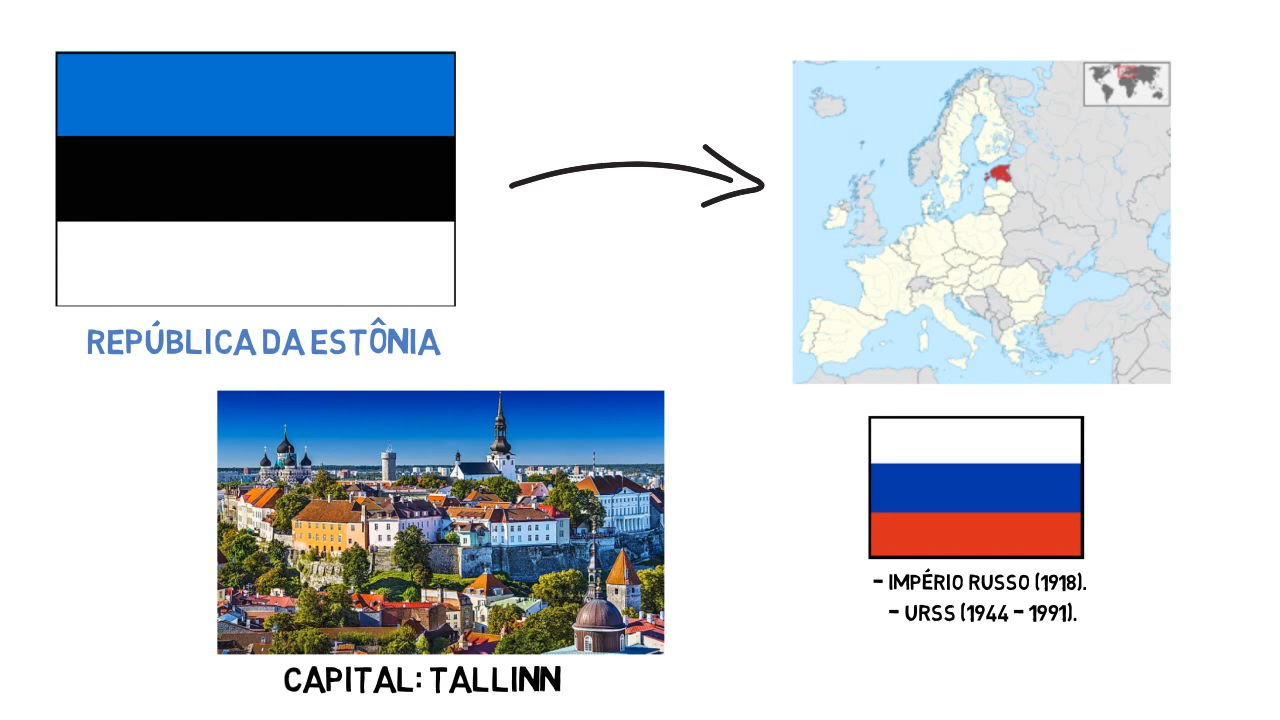 REPÚBLICA DA ESTÔNIA
CAPITAL: TALLINN
- IMPÉRIO RUSSO (1918).
- URSS (1944 - 1991).